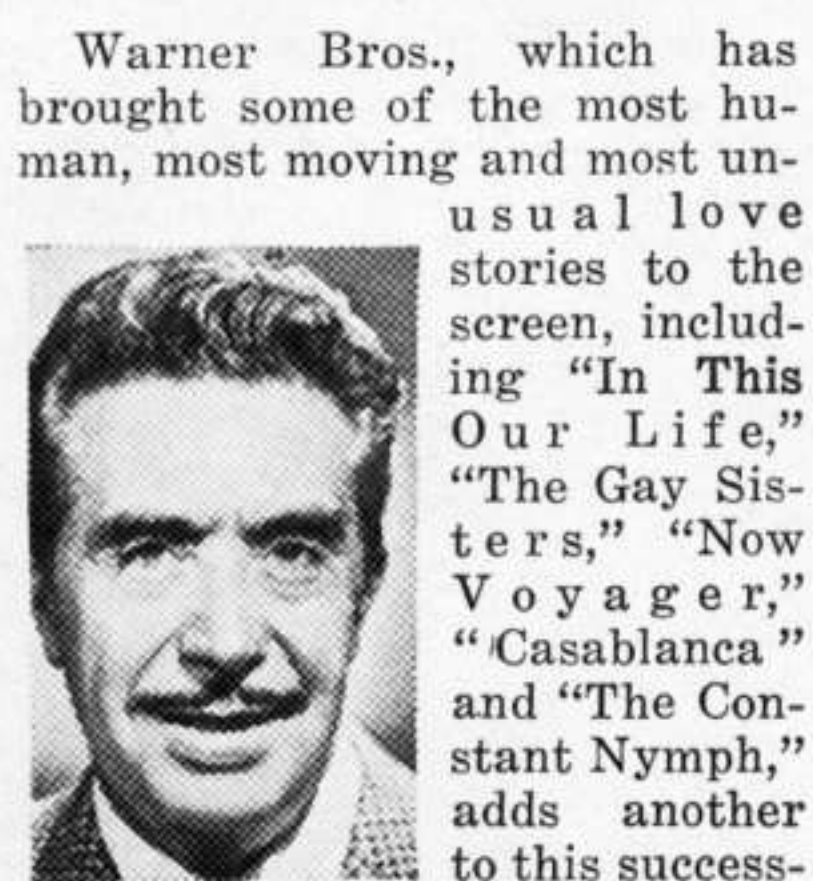 Warner Bros., which has
brought some of the most hu-
man, most moving and most un-
usual love
stories to the
screen, includ-
ing “In This
Our Life,”
“The Gay Sis-
ters,” “Now
Voyager,”
“Casablanca”
and “The Con-
stant Nymph,”
adds another
to this success-